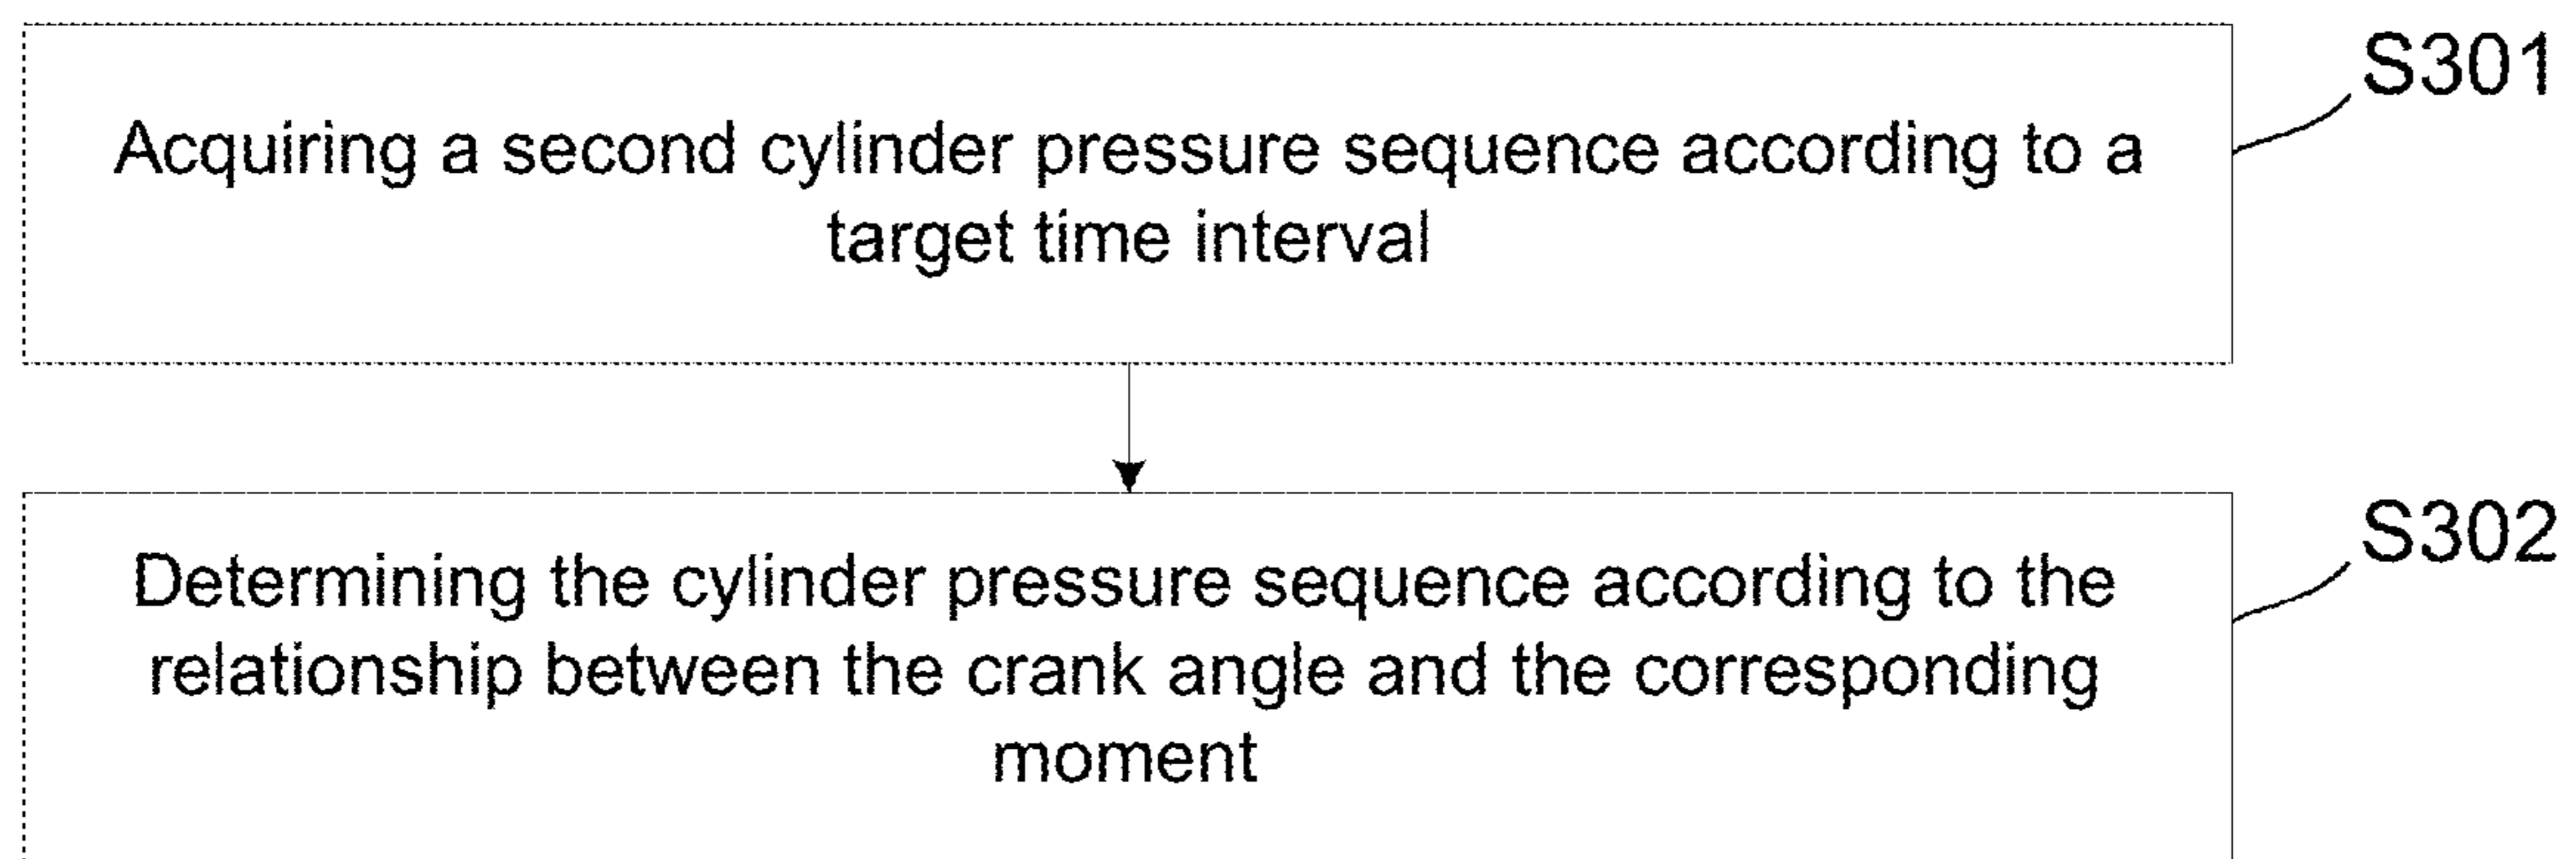 Acquiring a second cylinder pressure sequence according to a
target time interval
S301
Determining the cylinder pressure sequence according to the
relationship between the crank angle and the corresponding
moment
S302